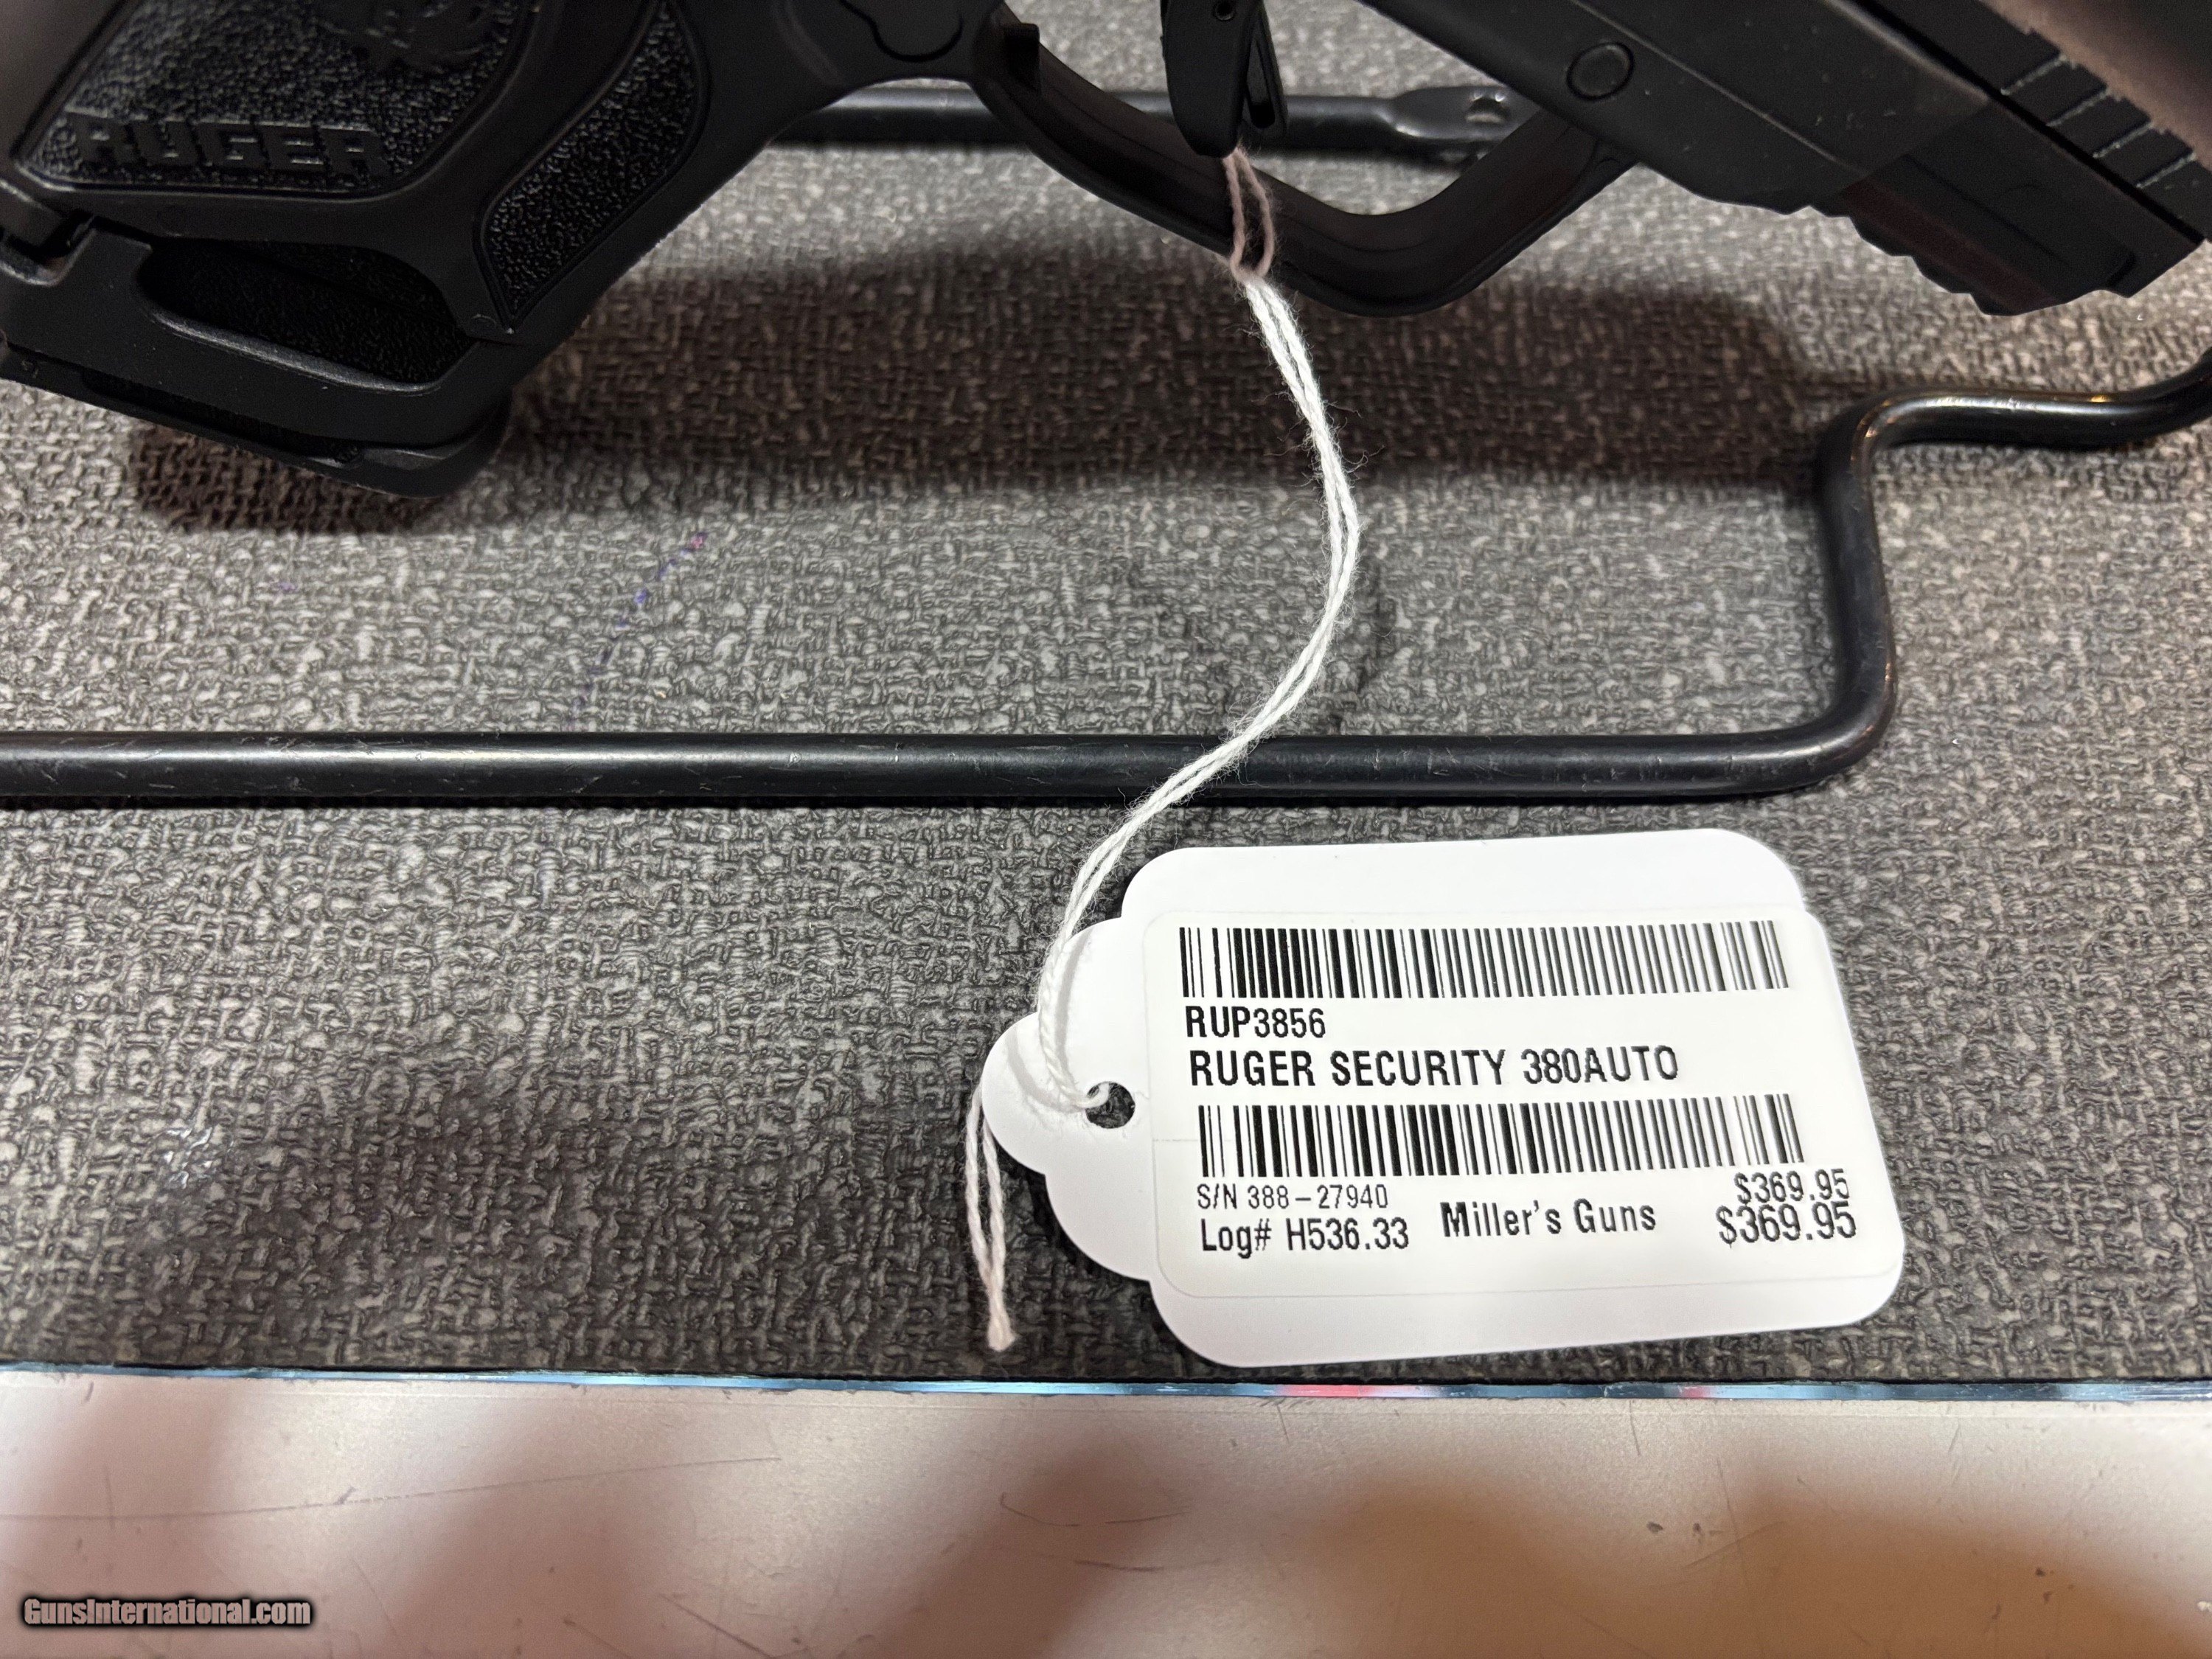 RUGER
RUP3856
RUGER SECURITY 380AUTO
S/N 388-27940
$369.95
Log# H536.33
Miller's Guns
$369.95
GunsInternational.com